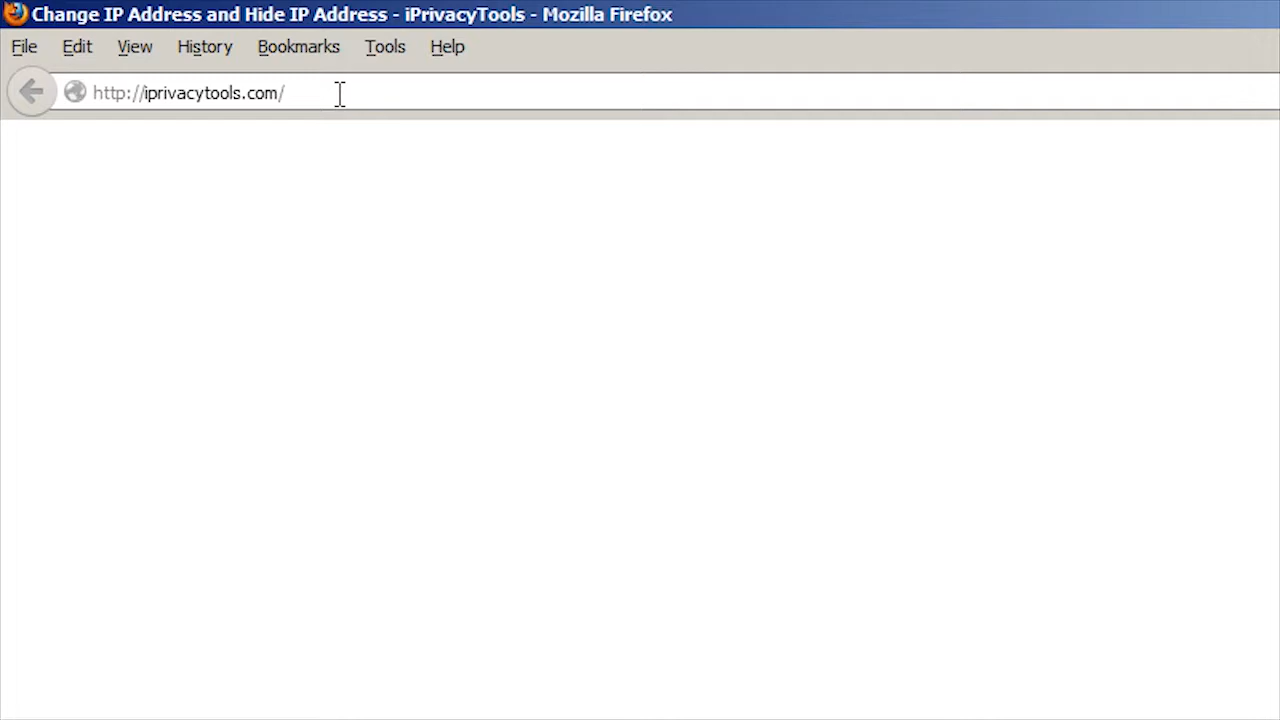 Change IP Address and Hide IP Address - iPrivacyTools - Mozilla Firefox
File Edit View History Bookmarks Tools Help
http://iprivacytools.com/